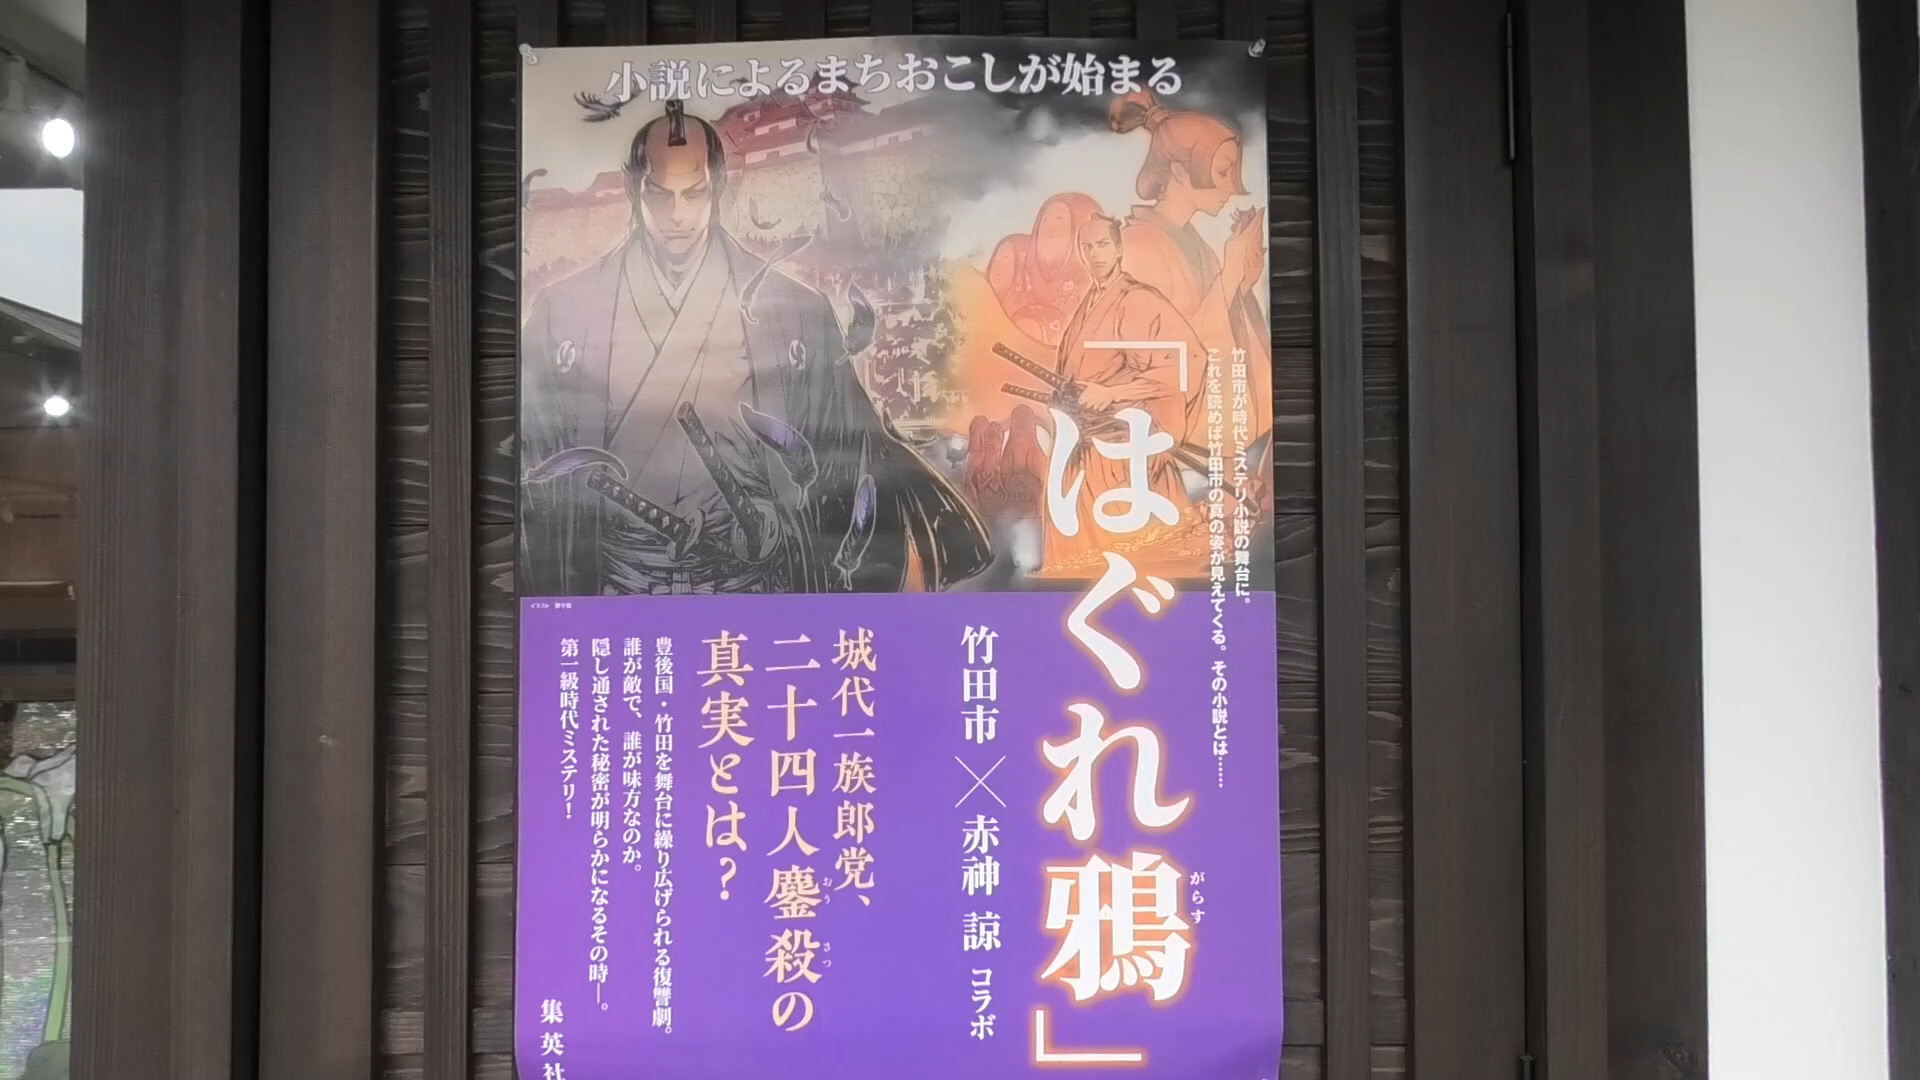 小説によるまちおこしが始まる
竹田市が時代ミステリ小説の舞台に。
これを読めば竹田市の真の姿が見えてくる。その小説とは……
「はぐれ鴉」
がらす
竹田市×赤神 諒 コラボ
城代一族郎党、
二十四人鏖殺の
おうさつ
真実とは?
豊後国・竹田を舞台に繰り広げられる復讐劇。
誰が敵で、誰が味方なのか。
隠し通された秘密が明らかになるその時―。
第一級時代ミステリ!
集英社